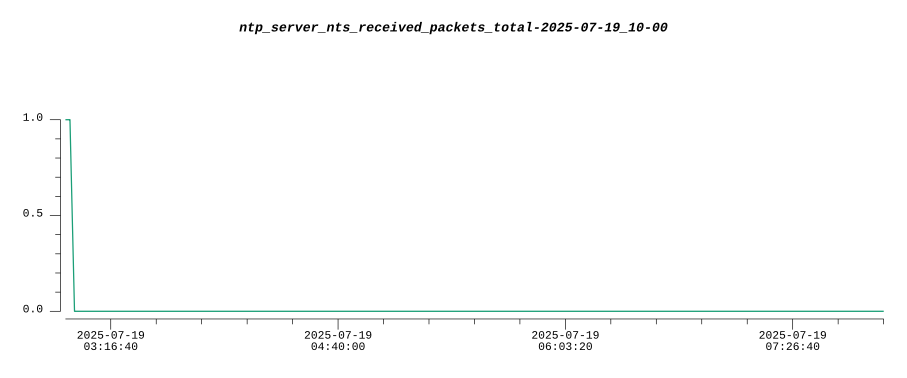 ntp_server_nts_received_packets_total-2025-07-19_10-00
1.0
0.5
0.0
2025-07-19 2025-07-19 2025-07-19 2025-07-19
03:16:40 04:40:00 06:03:20 07:26:40